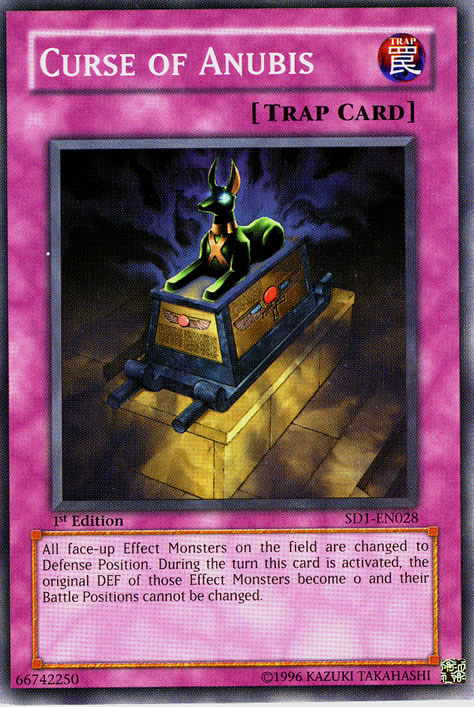 CURSE OF ANUBIS
TRAP
罠
[TRAP CARD]
1st Edition
SD1-EN028
All face-up Effect Monsters on the field are changed to
Defense Position. During the turn this card is activated, the
original DEF of those Effect Monsters become 0 and their
Battle Positions cannot be changed.
66742250
©1996 KAZUKI TAKAHASHI